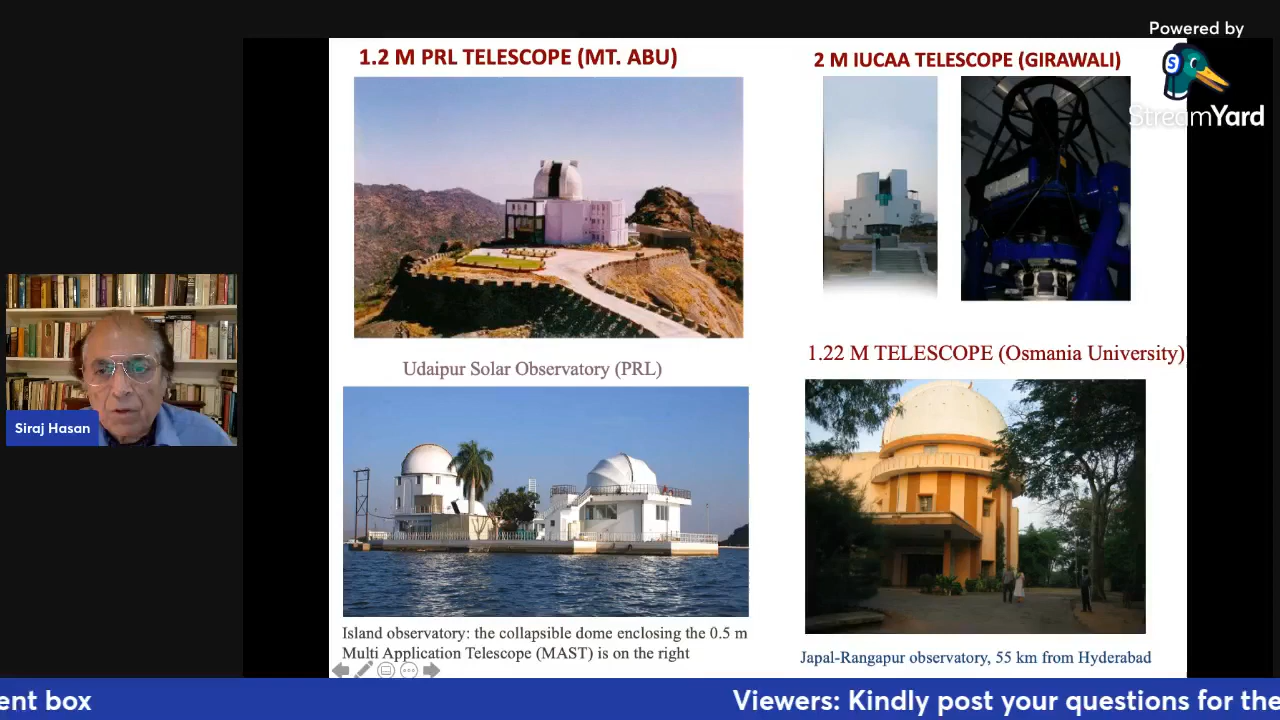 Powered by
StreamYard
1.2 M PRL TELESCOPE (MT. ABU)
2 M IUCAA TELESCOPE (GIRAWALI)
Udaipur Solar Observatory (PRL)
1.22 M TELESCOPE (Osmania University)
Siraj Hasan
Island observatory: the collapsible dome enclosing the 0.5 m
Multi Application Telescope (MAST) is on the right
Japal-Rangapur observatory, 55 km from Hyderabad
ent box
Viewers: Kindly post your questions for the